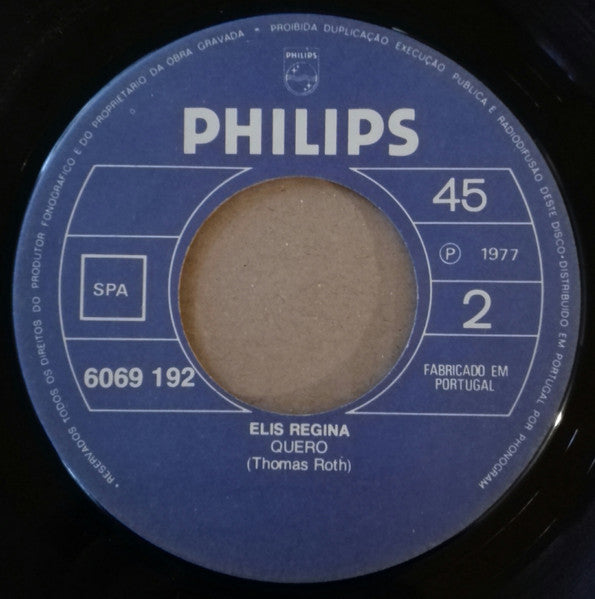 • RESERVADOS TODOS OS DIREITOS DO PRODUTOR FONOGRÁFICO E DO PROPRIETÁRIO DA OBRA GRAVADA • PROIBIDA DUPLICAÇÃO EXECUÇÃO PÚBLICA E RADIODIFUSÃO DESTE DISCO • DISTRIBUIDO EM PORTUGAL POR PHONOGRAM •
PHILIPS
PHILIPS
45
Ⓟ 1977
SPA
2
6069 192
FABRICADO EM
PORTUGAL
ELIS REGINA
QUERO
(Thomas Roth)